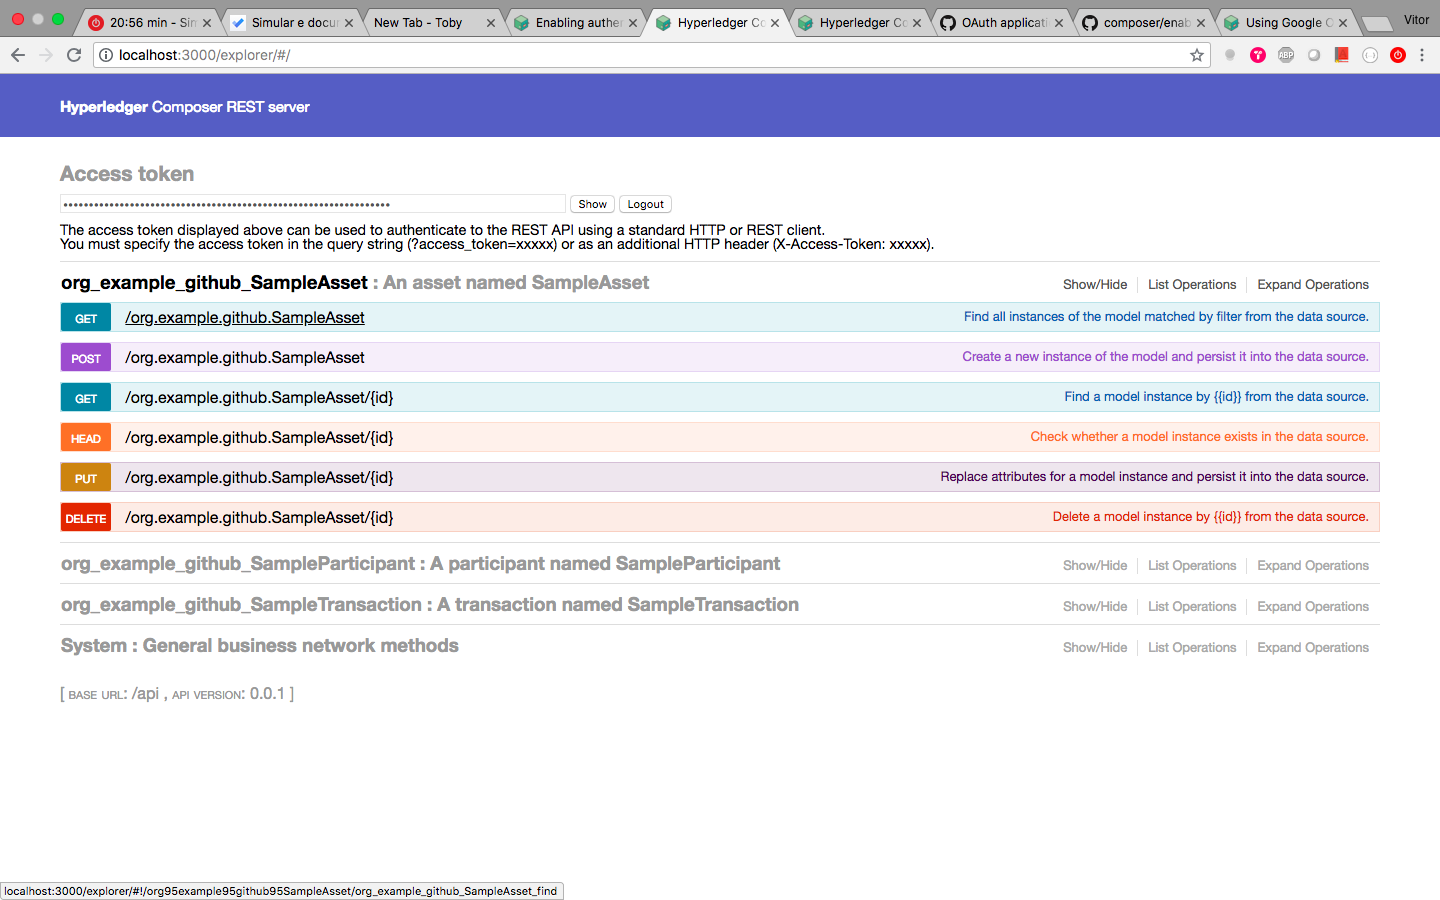 20:56 min - Sim
Simular e docum
New Tab - Toby
Enabling authen
Hyperledger Co
Hyperledger Co
OAuth applicati
composer/enab
Using Google O
Vitor
localhost:3000/explorer/#/
ABP
Hyperledger Composer REST server
Access token
•••••••••••••••••••••••••••••••••••••••••••••••••••••••••••••••• Show Logout
The access token displayed above can be used to authenticate to the REST API using a standard HTTP or REST client.
You must specify the access token in the query string (?access_token=xxxxx) or as an additional HTTP header (X-Access-Token: xxxxx).
org_example_github_SampleAsset : An asset named SampleAsset Show/Hide List Operations Expand Operations
GET /org.example.github.SampleAsset Find all instances of the model matched by filter from the data source.
POST /org.example.github.SampleAsset Create a new instance of the model and persist it into the data source.
GET /org.example.github.SampleAsset/{id} Find a model instance by {{id}} from the data source.
HEAD /org.example.github.SampleAsset/{id} Check whether a model instance exists in the data source.
PUT /org.example.github.SampleAsset/{id} Replace attributes for a model instance and persist it into the data source.
DELETE /org.example.github.SampleAsset/{id} Delete a model instance by {{id}} from the data source.
org_example_github_SampleParticipant : A participant named SampleParticipant Show/Hide List Operations Expand Operations
org_example_github_SampleTransaction : A transaction named SampleTransaction Show/Hide List Operations Expand Operations
System : General business network methods Show/Hide List Operations Expand Operations
[ BASE URL: /api , API VERSION: 0.0.1 ]
localhost:3000/explorer/#!/org95example95github95SampleAsset/org_example_github_SampleAsset_find